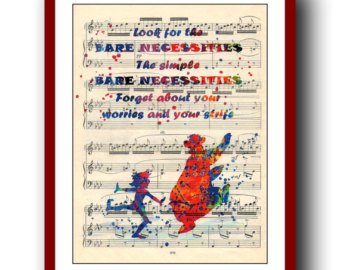 Look for the
BARE NECESSITIES
The simple
BARE NECESSITIES
Forget about your
worries and your strife